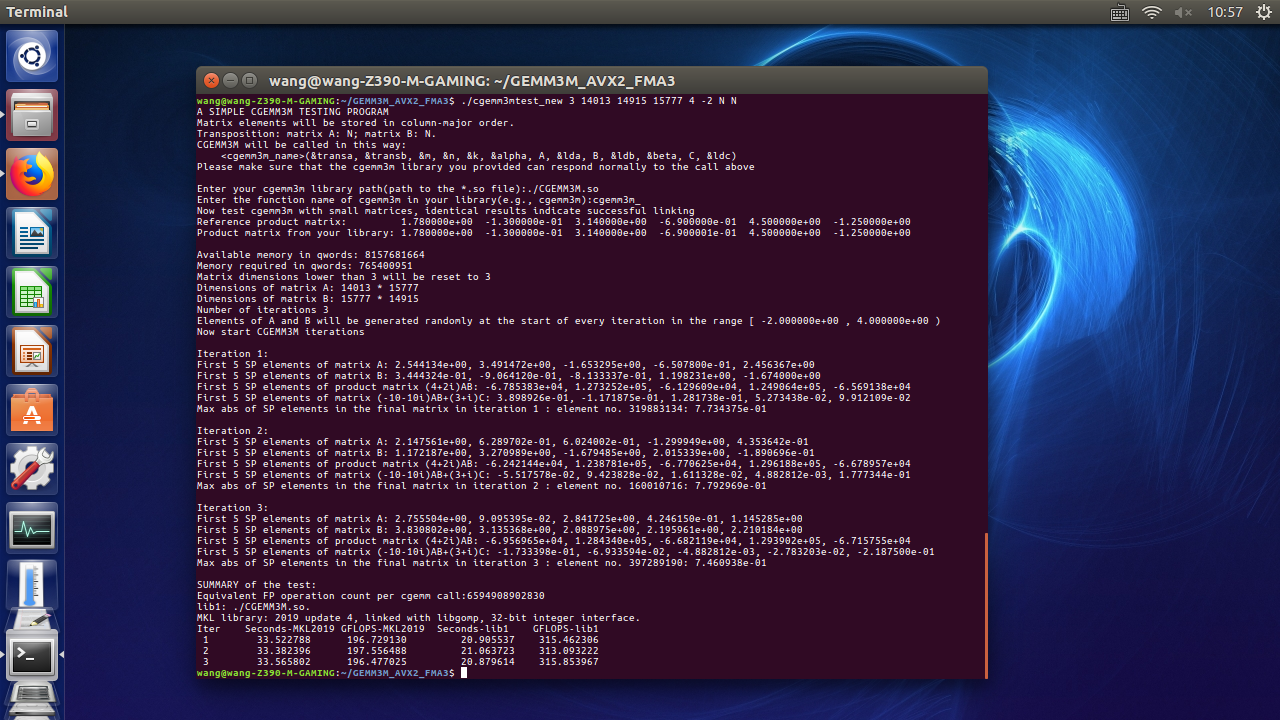 Terminal
10:57
wang@wang-Z390-M-GAMING: ~/GEMM3M_AVX2_FMA3
wang@wang-Z390-M-GAMING:~/GEMM3M_AVX2_FMA3$ ./cgemm3mtest_new 3 14013 14915 15777 4 -2 N N
A SIMPLE CGEMM3M TESTING PROGRAM
Matrix elements will be stored in column-major order.
Transposition: matrix A: N; matrix B: N.
CGEMM3M will be called in this way:
    <cgemm3m_name>(&transa, &transb, &m, &n, &k, &alpha, A, &lda, B, &ldb, &beta, C, &ldc)
Please make sure that the cgemm3m library you provided can respond normally to the call above

Enter your cgemm3m library path(path to the *.so file):./CGEMM3M.so
Enter the function name of cgemm3m in your library(e.g., cgemm3m):cgemm3m_
Now test cgemm3m with small matrices, identical results indicate successful linking
Reference product matrix:         1.780000e+00  -1.300000e-01  3.140000e+00  -6.900000e-01  4.500000e+00  -1.250000e+00
Product matrix from your library: 1.780000e+00  -1.300000e-01  3.140000e+00  -6.900001e-01  4.500000e+00  -1.250000e+00

Available memory in qwords: 8157681664
Memory required in qwords: 765400951
Matrix dimensions lower than 3 will be reset to 3
Dimensions of matrix A: 14013 * 15777
Dimensions of matrix B: 15777 * 14915
Number of iterations 3
Elements of A and B will be generated randomly at the start of every iteration in the range [ -2.000000e+00 , 4.000000e+00 )
Now start CGEMM3M iterations

Iteration 1:
First 5 SP elements of matrix A: 2.544134e+00, 3.491472e+00, -1.653295e+00, -6.507800e-01, 2.456367e+00
First 5 SP elements of matrix B: 3.444324e-01, -9.064120e-01, -8.133337e-01, 1.198231e+00, -1.674000e+00
First 5 SP elements of product matrix (4+2i)AB: -6.785383e+04, 1.273252e+05, -6.129609e+04, 1.249064e+05, -6.569138e+04
First 5 SP elements of matrix (-10-10i)AB+(3+i)C: 3.898926e-01, -1.171875e-01, 1.281738e-01, 5.273438e-02, 9.912109e-02
Max abs of SP elements in the final matrix in iteration 1 : element no. 319883134: 7.734375e-01

Iteration 2:
First 5 SP elements of matrix A: 2.147561e+00, 6.289702e-01, 6.024002e-01, -1.299949e+00, 4.353642e-01
First 5 SP elements of matrix B: 1.172187e+00, 3.270989e+00, -1.679485e+00, 2.015339e+00, -1.890696e-01
First 5 SP elements of product matrix (4+2i)AB: -6.242144e+04, 1.238781e+05, -6.770625e+04, 1.296188e+05, -6.678957e+04
First 5 SP elements of matrix (-10-10i)AB+(3+i)C: -5.517578e-02, 9.423828e-02, 1.611328e-02, 4.882812e-03, 1.777344e-01
Max abs of SP elements in the final matrix in iteration 2 : element no. 160010716: 7.792969e-01

Iteration 3:
First 5 SP elements of matrix A: 2.755504e+00, 9.095395e-02, 2.841725e+00, 4.246150e-01, 1.145285e+00
First 5 SP elements of matrix B: 3.830802e+00, 3.135368e+00, 2.088975e+00, 2.195961e+00, 2.210184e+00
First 5 SP elements of product matrix (4+2i)AB: -6.956965e+04, 1.284340e+05, -6.682119e+04, 1.293902e+05, -6.715755e+04
First 5 SP elements of matrix (-10-10i)AB+(3+i)C: -1.733398e-01, -6.933594e-02, -4.882812e-03, -2.783203e-02, -2.187500e-01
Max abs of SP elements in the final matrix in iteration 3 : element no. 397289190: 7.460938e-01

SUMMARY of the test:
Equivalent FP operation count per cgemm call:6594908902830
lib1: ./CGEMM3M.so.
MKL library: 2019 update 4, linked with libgomp, 32-bit integer interface.
Iter    Seconds-MKL2019 GFLOPS-MKL2019  Seconds-lib1    GFLOPS-lib1
1        33.522788      196.729130         20.905537    315.462306
2        33.382396      197.556488         21.063723    313.093222
3        33.565802      196.477025         20.879614    315.853967
wang@wang-Z390-M-GAMING:~/GEMM3M_AVX2_FMA3$